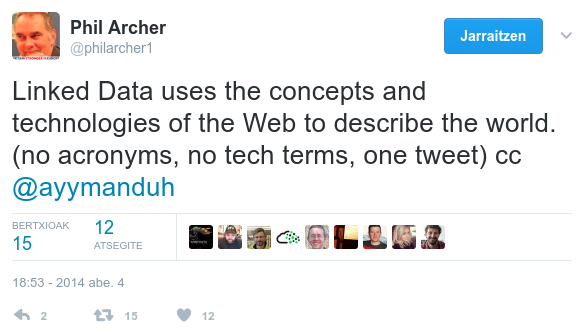 Phil Archer
@philarcher1
Jarraitzen
Linked Data uses the concepts and
technologies of the Web to describe the world.
(no acronyms, no tech terms, one tweet) cc
@ayymanduh
BERTXIOAK
15
12
ATSEGITE
18:53 - 2014 abe. 4
2
15
12